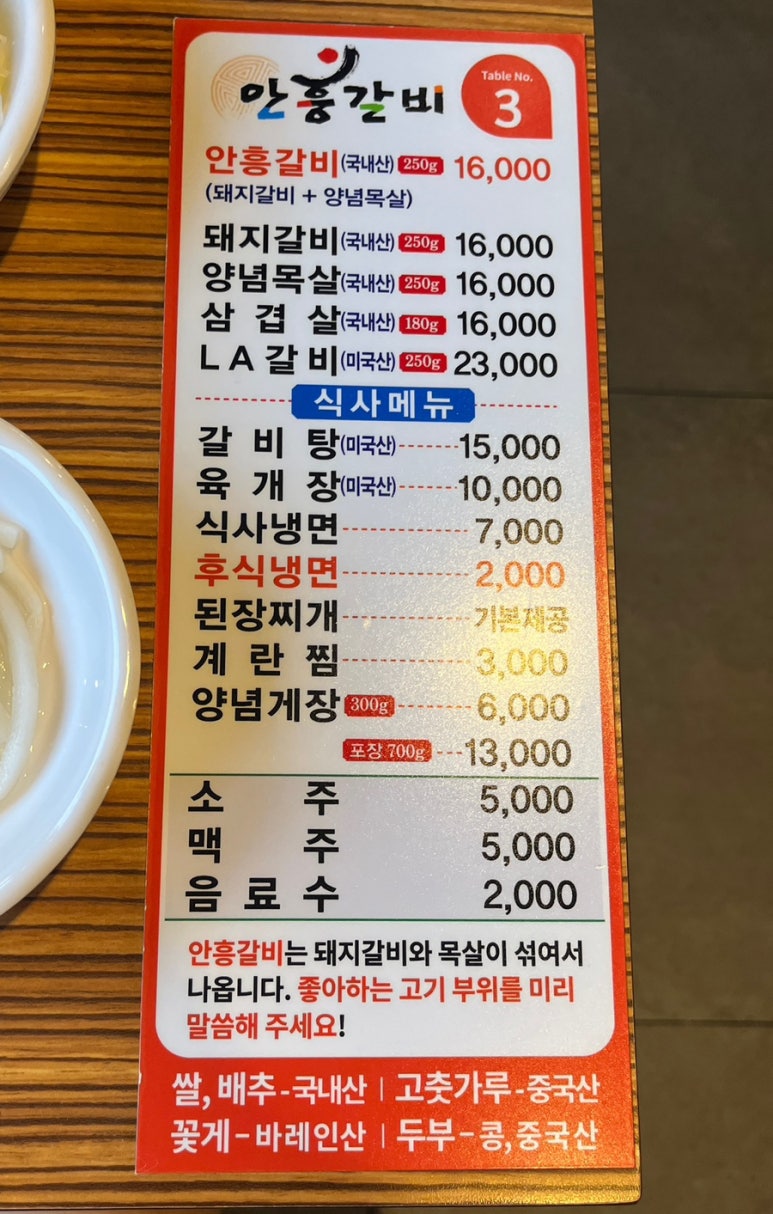 안흥갈비
Table No.
3
안흥갈비(국내산) 250g 16,000
(돼지갈비 + 양념목살)
돼지갈비(국내산) 250g 16,000
양념목살(국내산) 250g 16,000
삼 겹 살(국내산) 180g 16,000
LA갈비(미국산) 250g 23,000
식사메뉴
갈 비 탕(미국산) 15,000
육 개 장(미국산) 10,000
식사냉면 7,000
후식냉면 2,000
된장찌개 기본제공
계 란 찜 3,000
양념게장 300g 6,000
포장 700g 13,000
소 주 5,000
맥 주 5,000
음 료 수 2,000
안흥갈비는 돼지갈비와 목살이 섞여서
나옵니다. 좋아하는 고기 부위를 미리
말씀해 주세요!
쌀, 배추-국내산 | 고춧가루-중국산
꽃게-바레인산 | 두부-콩,중국산